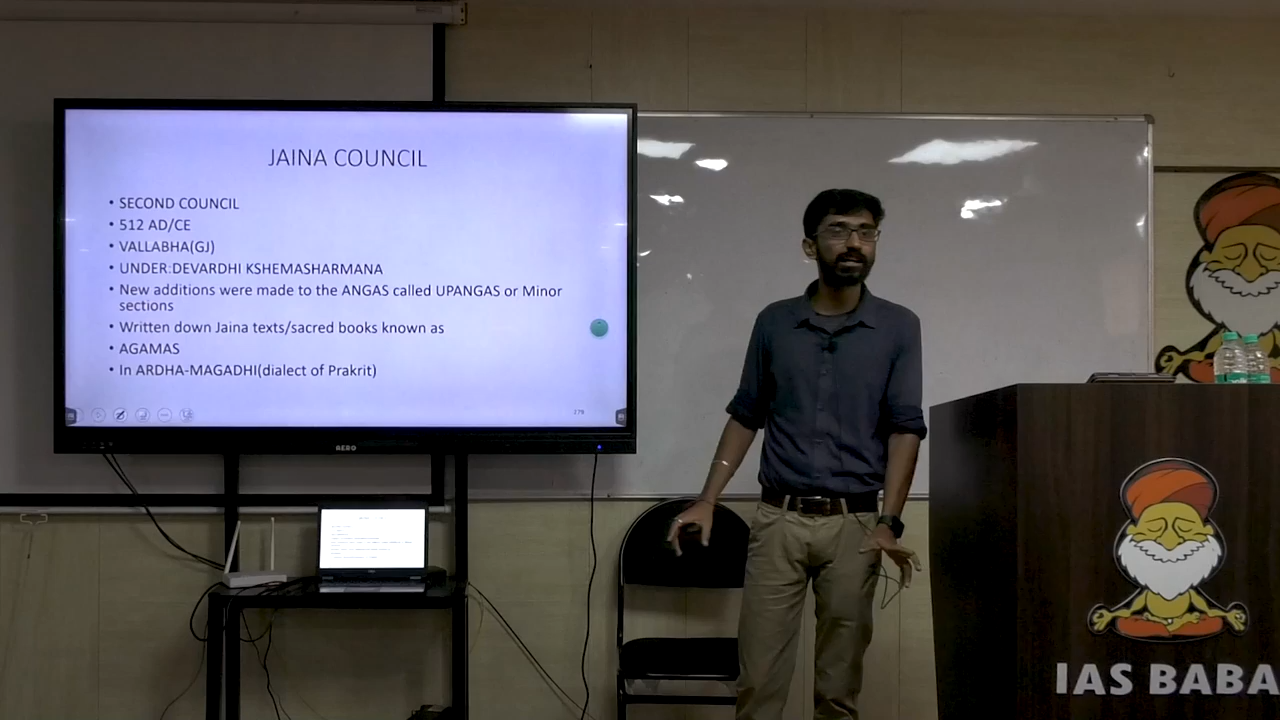 JAINA COUNCIL
• SECOND COUNCIL
• 512 AD/CE
• VALLABHA(GJ)
• UNDER:DEVARDHI KSHEMASHARMANA
• New additions were made to the ANGAS called UPANGAS or Minor
sections
• Written down Jaina texts/sacred books known as
• AGAMAS
• In ARDHA-MAGADHI(dialect of Prakrit)
179
AERO
IAS BABA